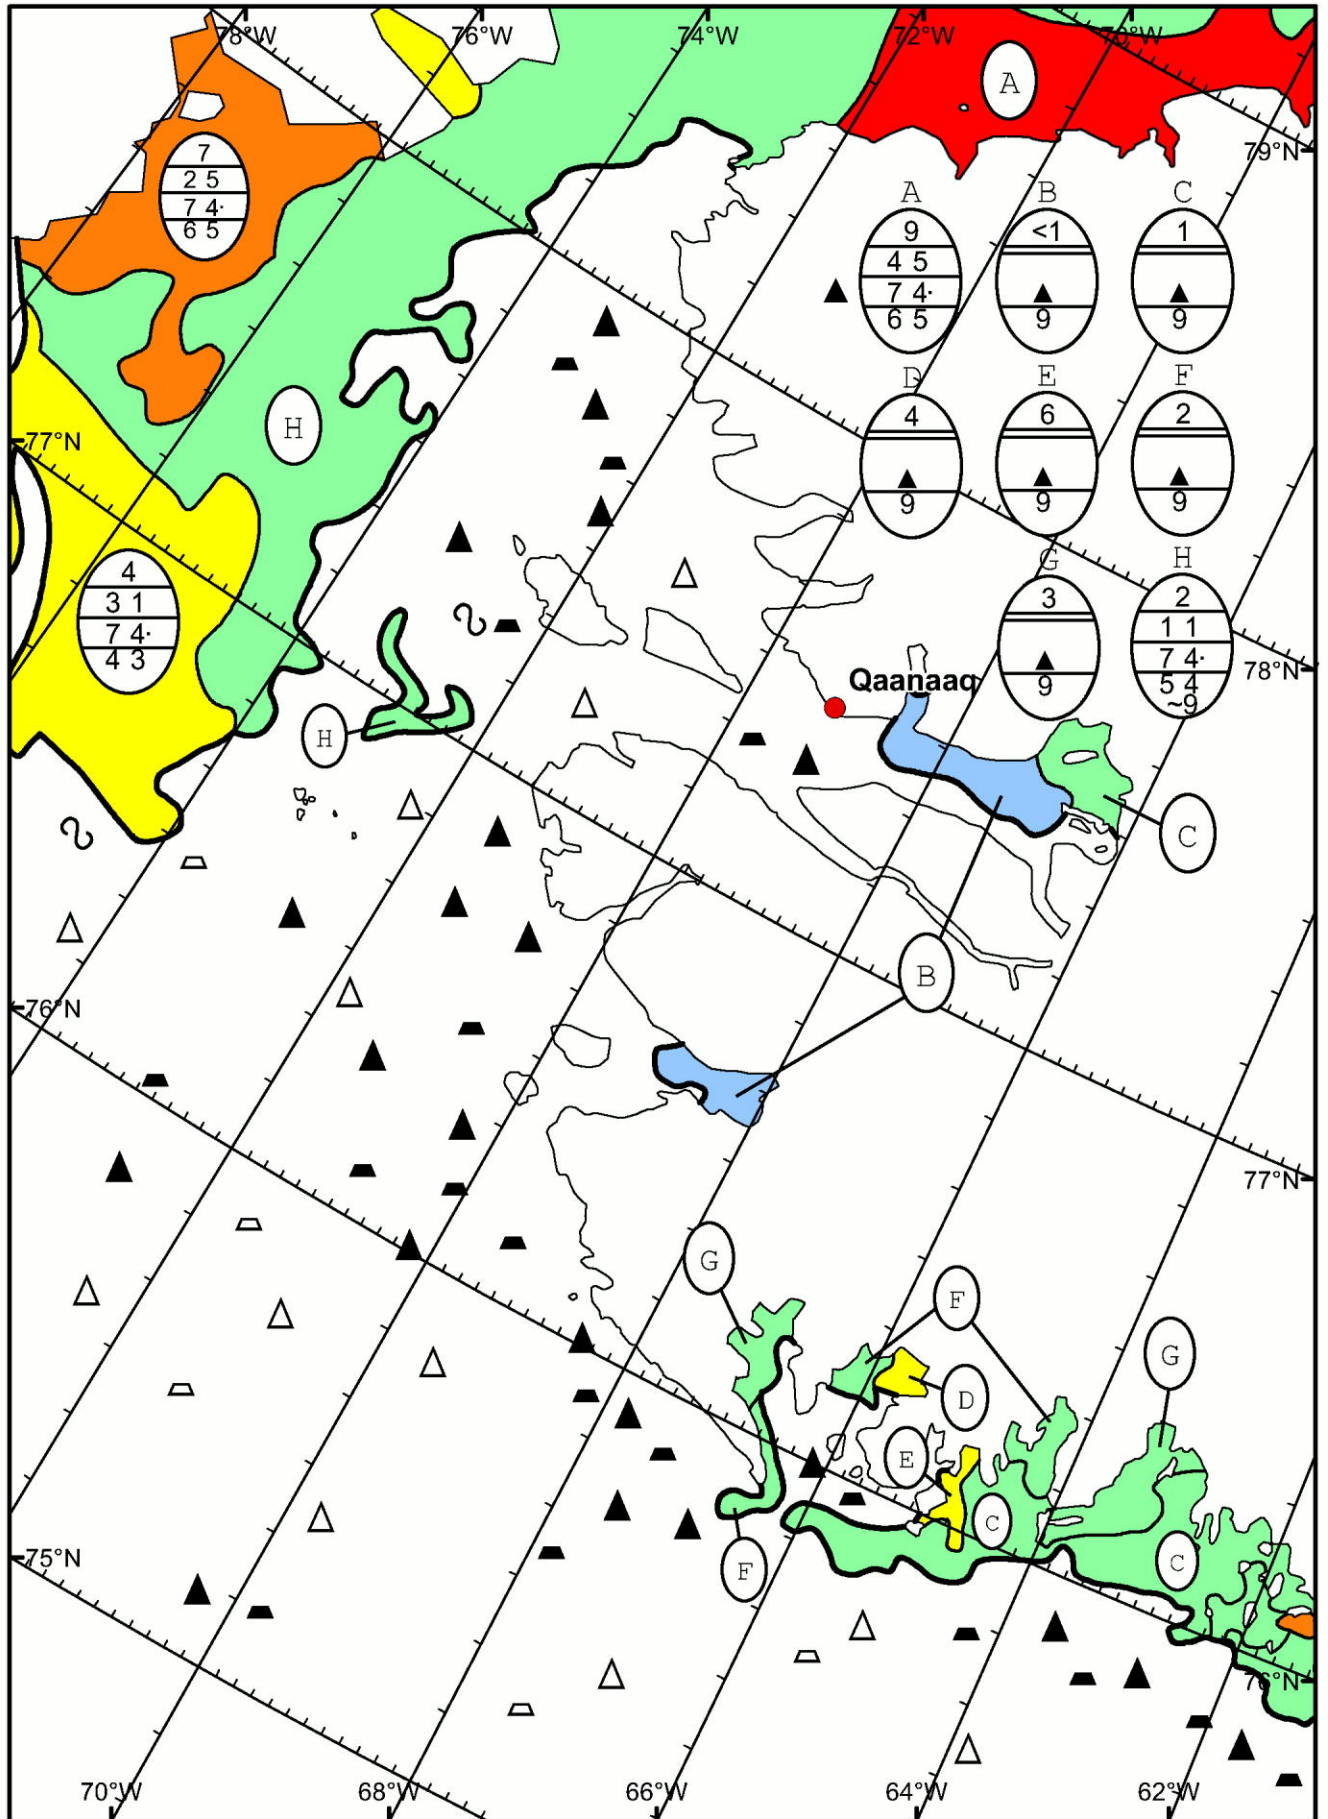 78°W 76°W 74°W 72°W 70°W
A
79°N
7
2 5
7 4·
6 5
A B C
9 <1 1
4 5
7 4· ▲ ▲
6 5 9 9
D E F
4 6 2
▲ ▲ ▲
9 9 9
G H
3 2
1 1
▲ 7 4·
9 5 4
~9
H
77°N
4
3 1
7 4·
4 3
78°N
Qaanaaq
H
C
B
76°N
77°N
G
F
G
D
E
C
C
F
75°N
76°N
70°W 68°W 66°W 64°W 62°W